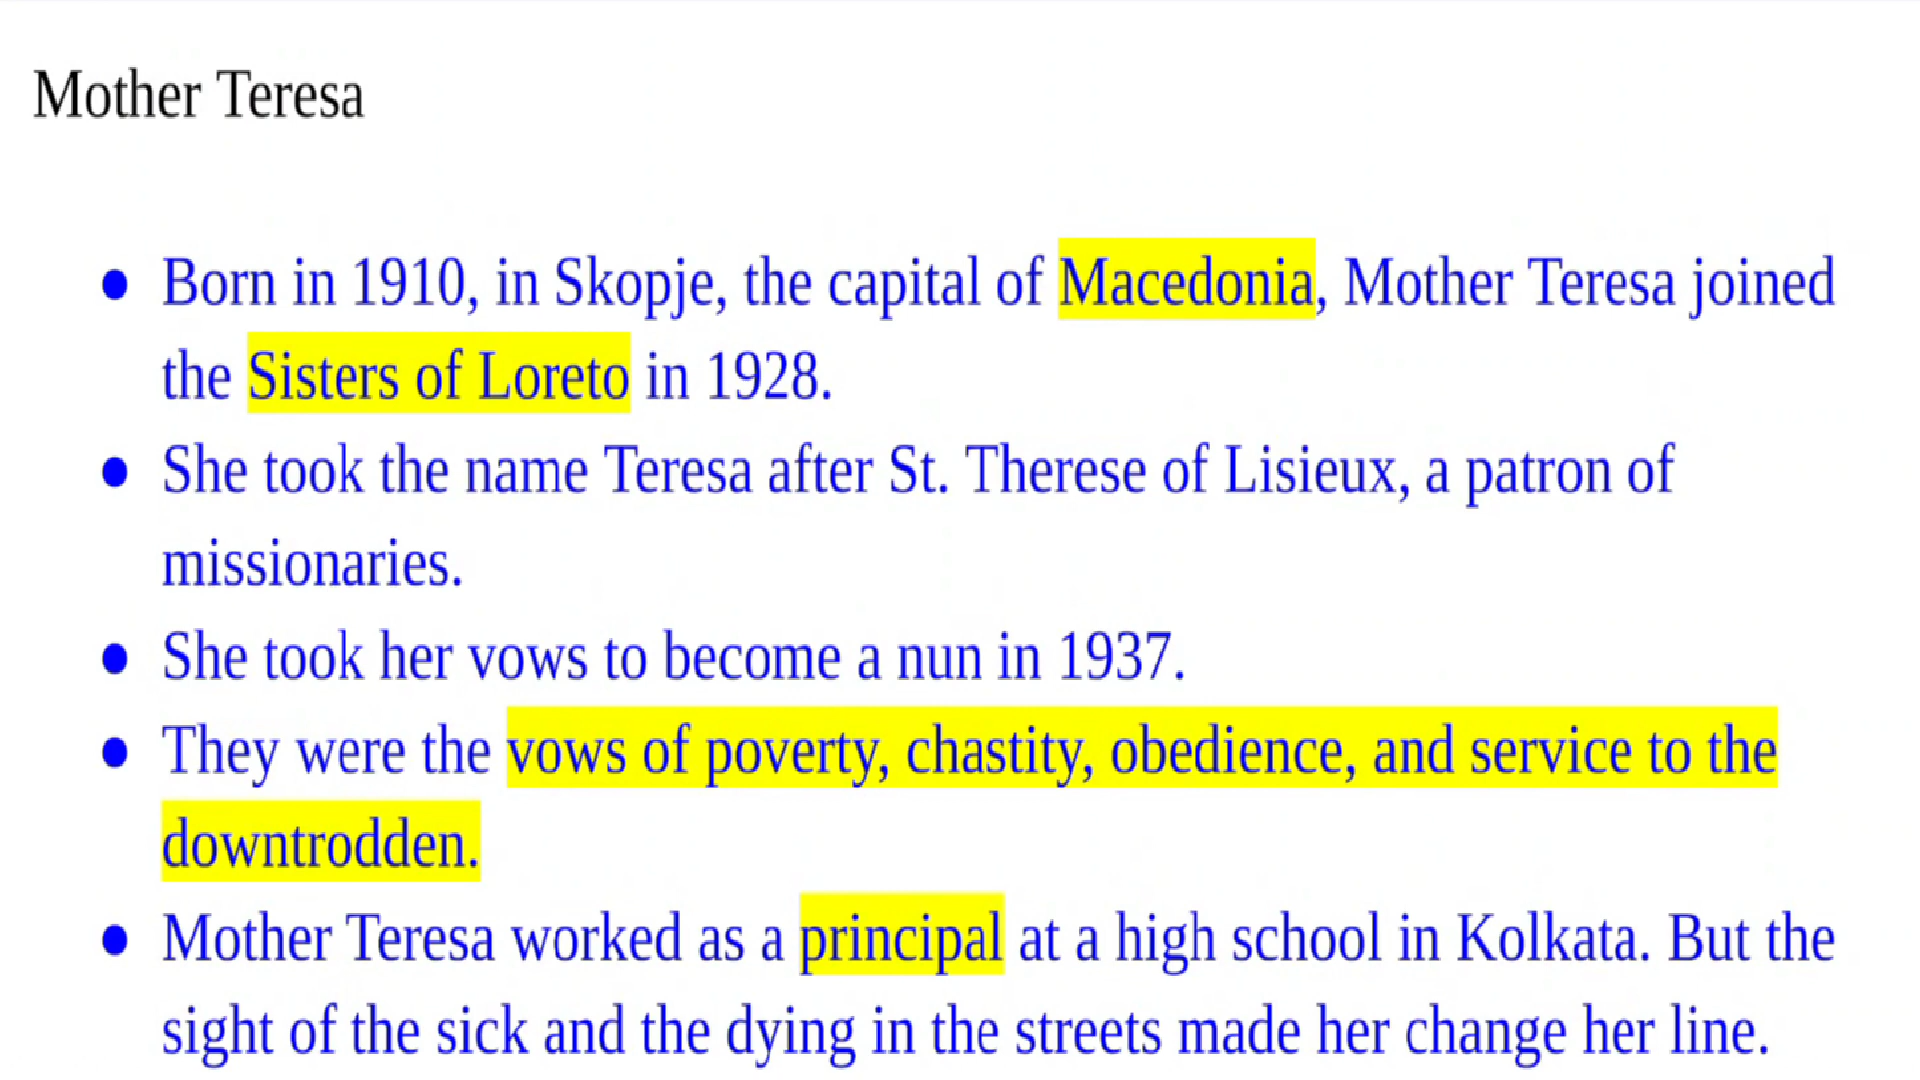 Mother Teresa
● Born in 1910, in Skopje, the capital of Macedonia, Mother Teresa joined
the Sisters of Loreto in 1928.
● She took the name Teresa after St. Therese of Lisieux, a patron of
missionaries.
● She took her vows to become a nun in 1937.
● They were the vows of poverty, chastity, obedience, and service to the
downtrodden.
● Mother Teresa worked as a principal at a high school in Kolkata. But the
sight of the sick and the dying in the streets made her change her line.